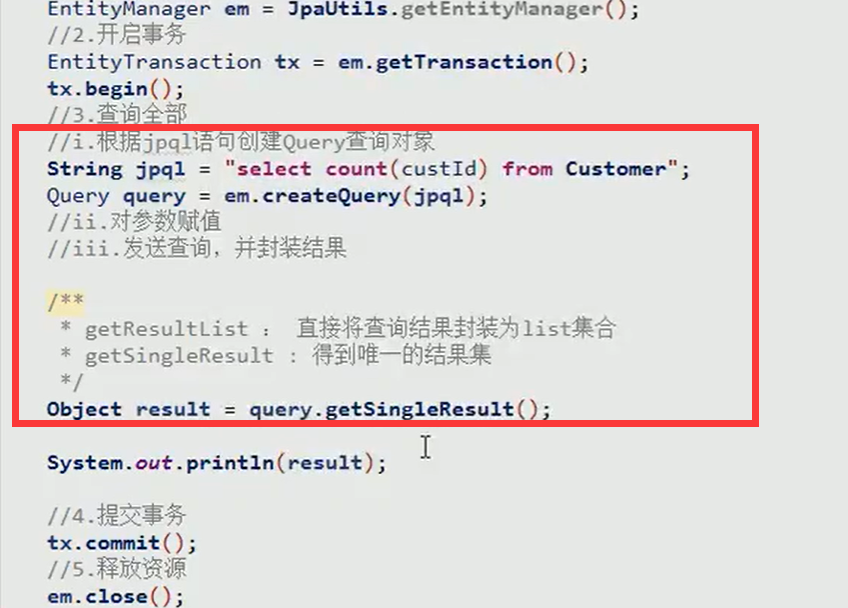 EntityManager em = JpaUtils.getEntityManager();
//2.开启事务
EntityTransaction tx = em.getTransaction();
tx.begin();
//3.查询全部
//i.根据jpql语句创建Query查询对象
String jpql = "select count(custId) from Customer";
Query query = em.createQuery(jpql);
//ii.对参数赋值
//iii.发送查询，并封装结果
/**
* getResultList ： 直接将查询结果封装为list集合
* getSingleResult : 得到唯一的结果集
*/
Object result = query.getSingleResult();
System.out.println(result);
//4.提交事务
tx.commit();
//5.释放资源
em.close();